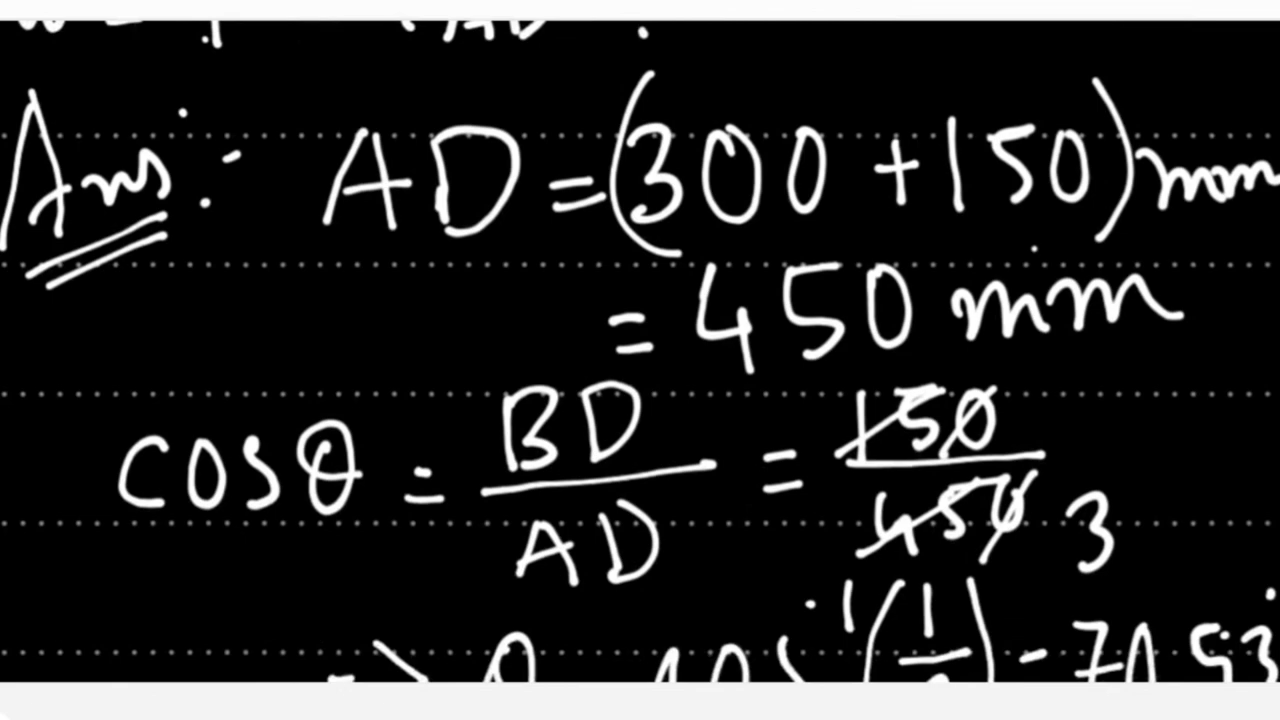 Ans: AD = (300 + 150) mm
= 450 mm
cosθ = BD/AD = 150/450 3